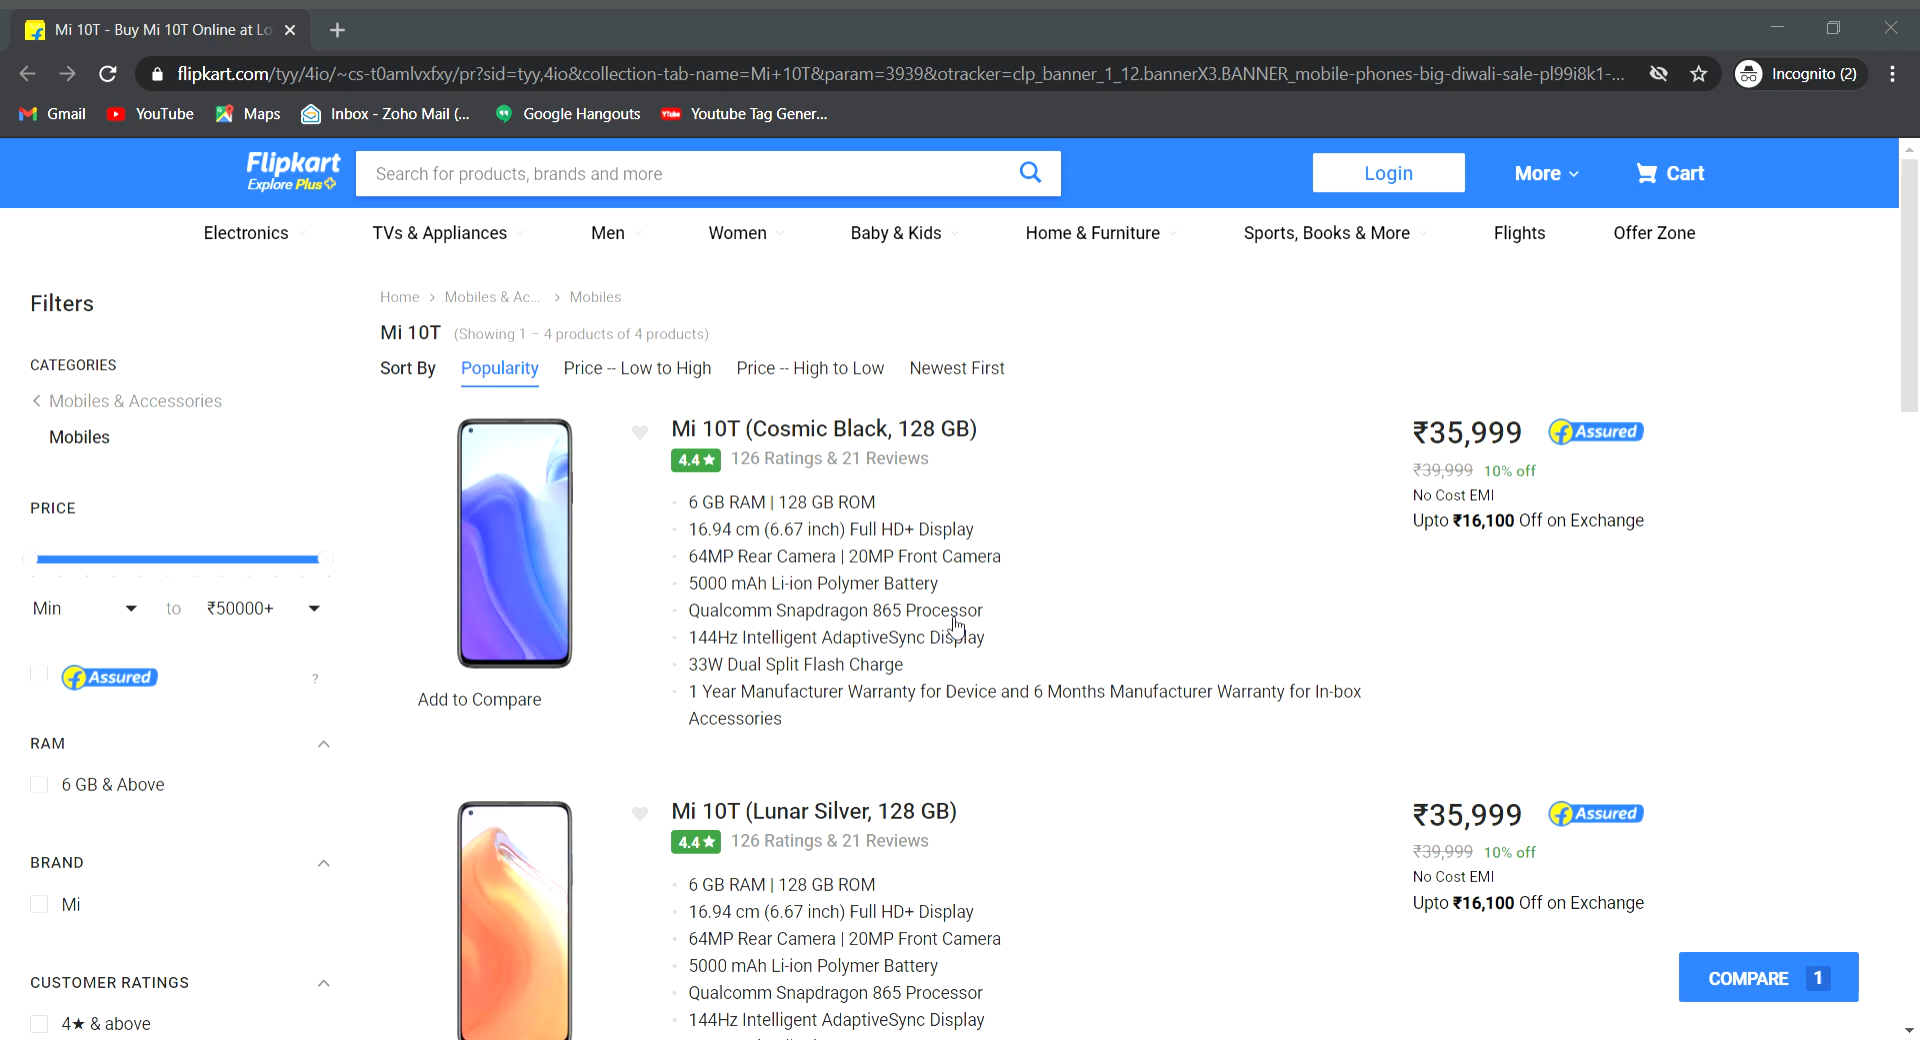 Mi 10T - Buy Mi 10T Online at Lo
flipkart.com/tyy/4io/~cs-t0amlvxfxy/pr?sid=tyy,4io&collection-tab-name=Mi+10T&param=3939&otracker=clp_banner_1_12.bannerX3.BANNER_mobile-phones-big-diwali-sale-pl99i8k1-...
Incognito (2)
Gmail YouTube Maps Inbox - Zoho Mail (... Google Hangouts Youtube Tag Gener...
Flipkart
Explore Plus
Search for products, brands and more
Login
More
Cart
Electronics TVs & Appliances Men Women Baby & Kids Home & Furniture Sports, Books & More Flights Offer Zone
Filters
CATEGORIES
Mobiles & Accessories
Mobiles
PRICE
Min to ₹50000+
Assured ?
RAM
6 GB & Above
BRAND
Mi
CUSTOMER RATINGS
4★ & above
Home > Mobiles & Ac... > Mobiles
Mi 10T (Showing 1 – 4 products of 4 products)
Sort By Popularity Price -- Low to High Price -- High to Low Newest First
Add to Compare
Mi 10T (Cosmic Black, 128 GB)
4.4★ 126 Ratings & 21 Reviews
6 GB RAM | 128 GB ROM
16.94 cm (6.67 inch) Full HD+ Display
64MP Rear Camera | 20MP Front Camera
5000 mAh Li-ion Polymer Battery
Qualcomm Snapdragon 865 Processor
144Hz Intelligent AdaptiveSync Display
33W Dual Split Flash Charge
1 Year Manufacturer Warranty for Device and 6 Months Manufacturer Warranty for In-box
Accessories
₹35,999 Assured
₹39,999 10% off
No Cost EMI
Upto ₹16,100 Off on Exchange
Mi 10T (Lunar Silver, 128 GB)
4.4★ 126 Ratings & 21 Reviews
6 GB RAM | 128 GB ROM
16.94 cm (6.67 inch) Full HD+ Display
64MP Rear Camera | 20MP Front Camera
5000 mAh Li-ion Polymer Battery
Qualcomm Snapdragon 865 Processor
144Hz Intelligent AdaptiveSync Display
₹35,999 Assured
₹39,999 10% off
No Cost EMI
Upto ₹16,100 Off on Exchange
COMPARE 1